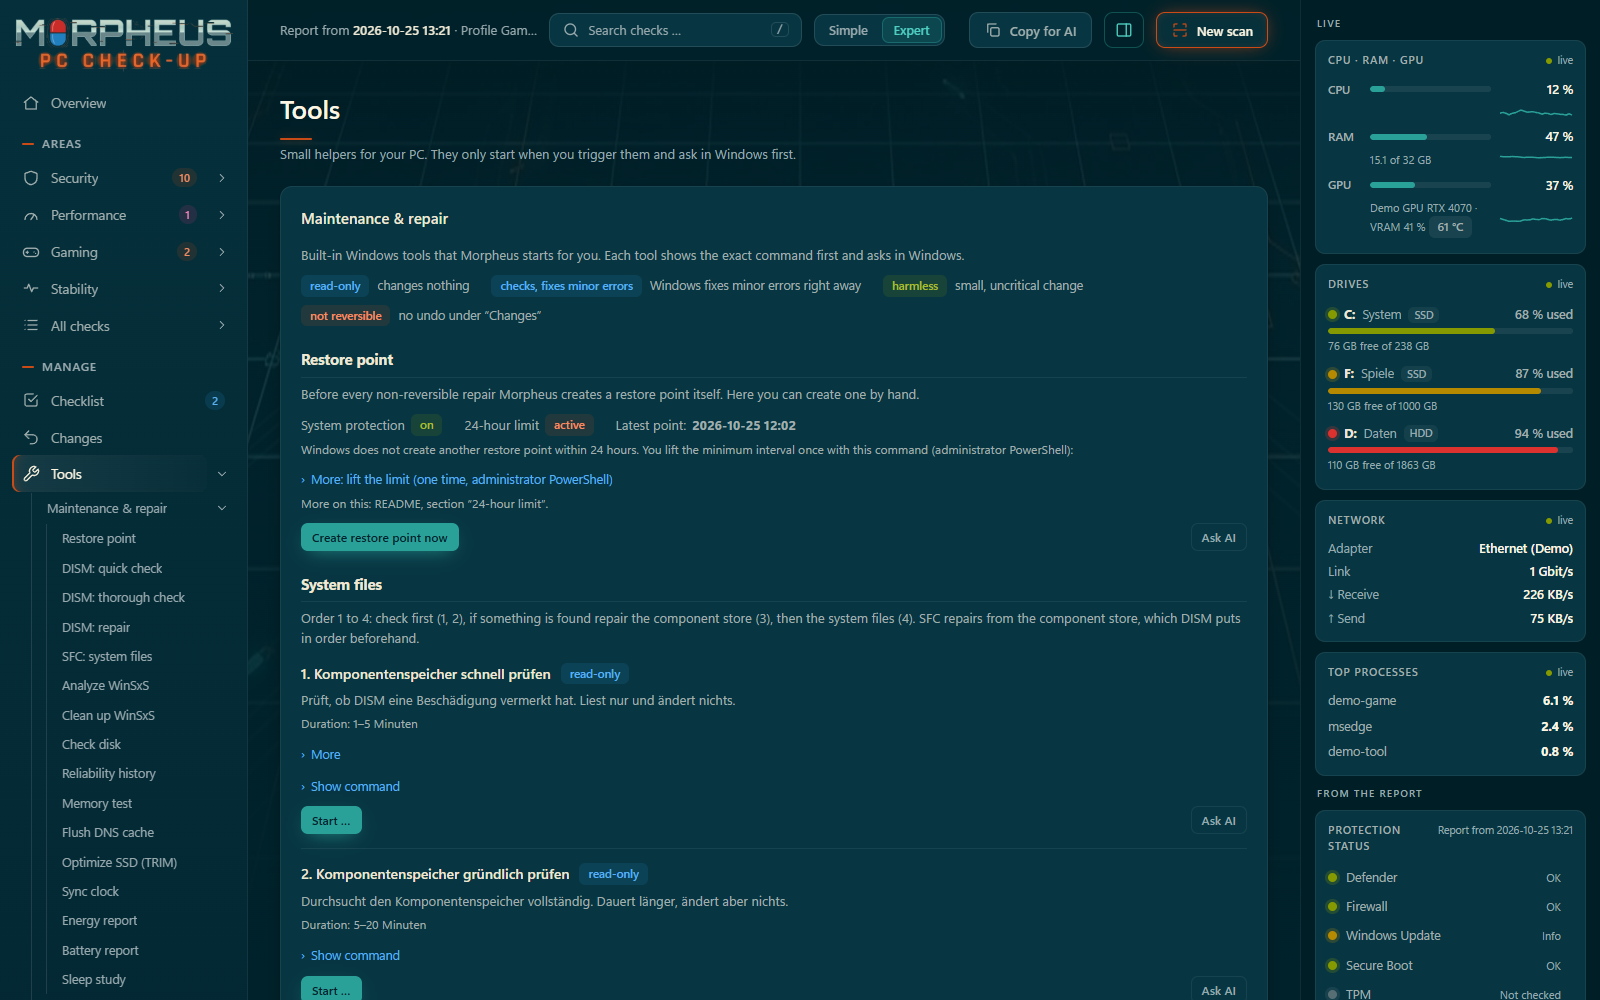 MORPHEUS
PC CHECK-UP
Overview
AREAS
Security 10
Performance 1
Gaming 2
Stability
All checks
MANAGE
Checklist 2
Changes
Tools
Maintenance & repair
Restore point
DISM: quick check
DISM: thorough check
DISM: repair
SFC: system files
Analyze WinSxS
Clean up WinSxS
Check disk
Reliability history
Memory test
Flush DNS cache
Optimize SSD (TRIM)
Sync clock
Energy report
Battery report
Sleep study
Report from 2026-10-25 13:21 · Profile Gam...
Search checks ... /
Simple Expert
Copy for AI
New scan
Tools
Small helpers for your PC. They only start when you trigger them and ask in Windows first.
Maintenance & repair
Built-in Windows tools that Morpheus starts for you. Each tool shows the exact command first and asks in Windows.
read-only changes nothing checks, fixes minor errors Windows fixes minor errors right away harmless small, uncritical change
not reversible no undo under “Changes”
Restore point
Before every non-reversible repair Morpheus creates a restore point itself. Here you can create one by hand.
System protection on 24-hour limit active Latest point: 2026-10-25 12:02
Windows does not create another restore point within 24 hours. You lift the minimum interval once with this command (administrator PowerShell):
› More: lift the limit (one time, administrator PowerShell)
More on this: README, section “24-hour limit”.
Create restore point now Ask AI
System files
Order 1 to 4: check first (1, 2), if something is found repair the component store (3), then the system files (4). SFC repairs from the component store, which DISM puts
in order beforehand.
1. Komponentenspeicher schnell prüfen read-only
Prüft, ob DISM eine Beschädigung vermerkt hat. Liest nur und ändert nichts.
Duration: 1–5 Minuten
› More
› Show command
Start ... Ask AI
2. Komponentenspeicher gründlich prüfen read-only
Durchsucht den Komponentenspeicher vollständig. Dauert länger, ändert aber nichts.
Duration: 5–20 Minuten
› Show command
Start ... Ask AI
LIVE
CPU · RAM · GPU live
CPU 12 %
RAM 47 %
15.1 of 32 GB
GPU 37 %
Demo GPU RTX 4070 ·
VRAM 41 % 61 °C
DRIVES live
C: System SSD 68 % used
76 GB free of 238 GB
F: Spiele SSD 87 % used
130 GB free of 1000 GB
D: Daten HDD 94 % used
110 GB free of 1863 GB
NETWORK live
Adapter Ethernet (Demo)
Link 1 Gbit/s
↓ Receive 226 KB/s
↑ Send 75 KB/s
TOP PROCESSES live
demo-game 6.1 %
msedge 2.4 %
demo-tool 0.8 %
FROM THE REPORT
PROTECTION STATUS Report from 2026-10-25 13:21
Defender OK
Firewall OK
Windows Update Info
Secure Boot OK
TPM Not checked